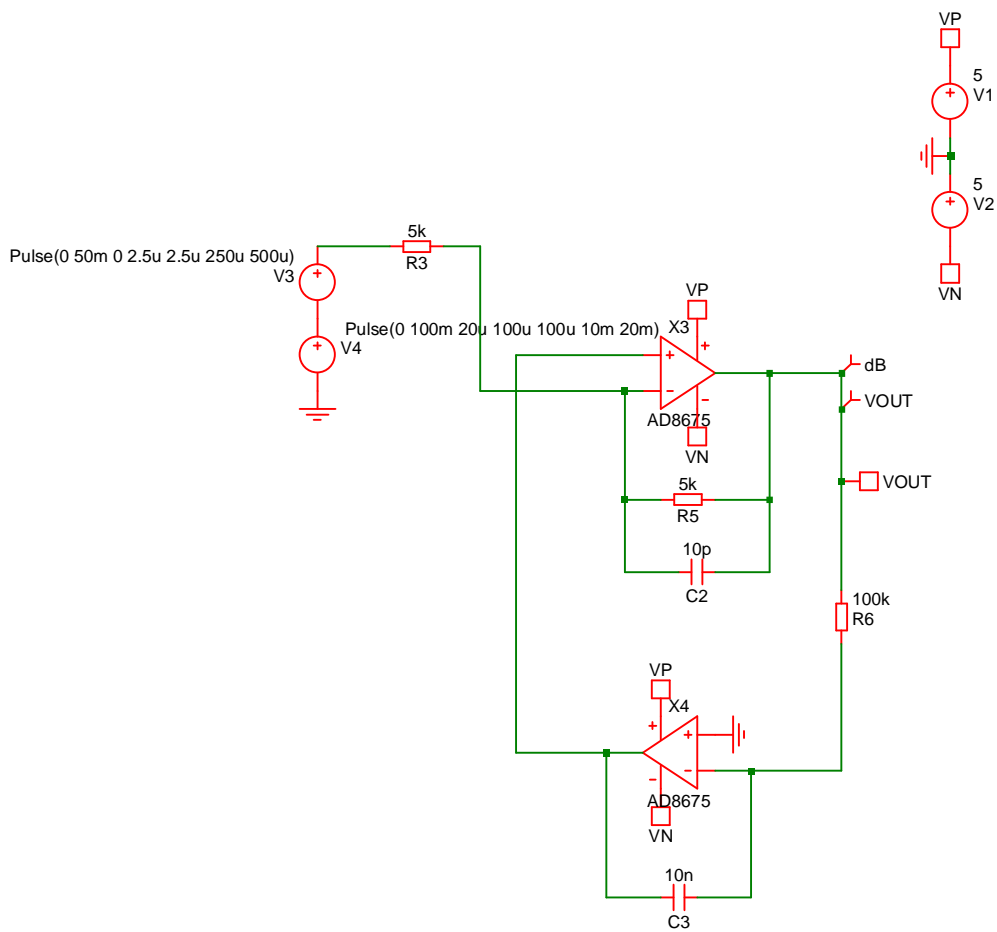 VP
5
V1
5
V2
VN
Pulse(0 50m 0 2.5u 2.5u 250u 500u)
V3
5k
R3
Pulse(0 100m 20u 100u 100u 10m 20m)
V4
VP
X3
AD8675
VN
dB
VOUT
VOUT
5k
R5
10p
C2
100k
R6
VP
X4
AD8675
VN
10n
C3